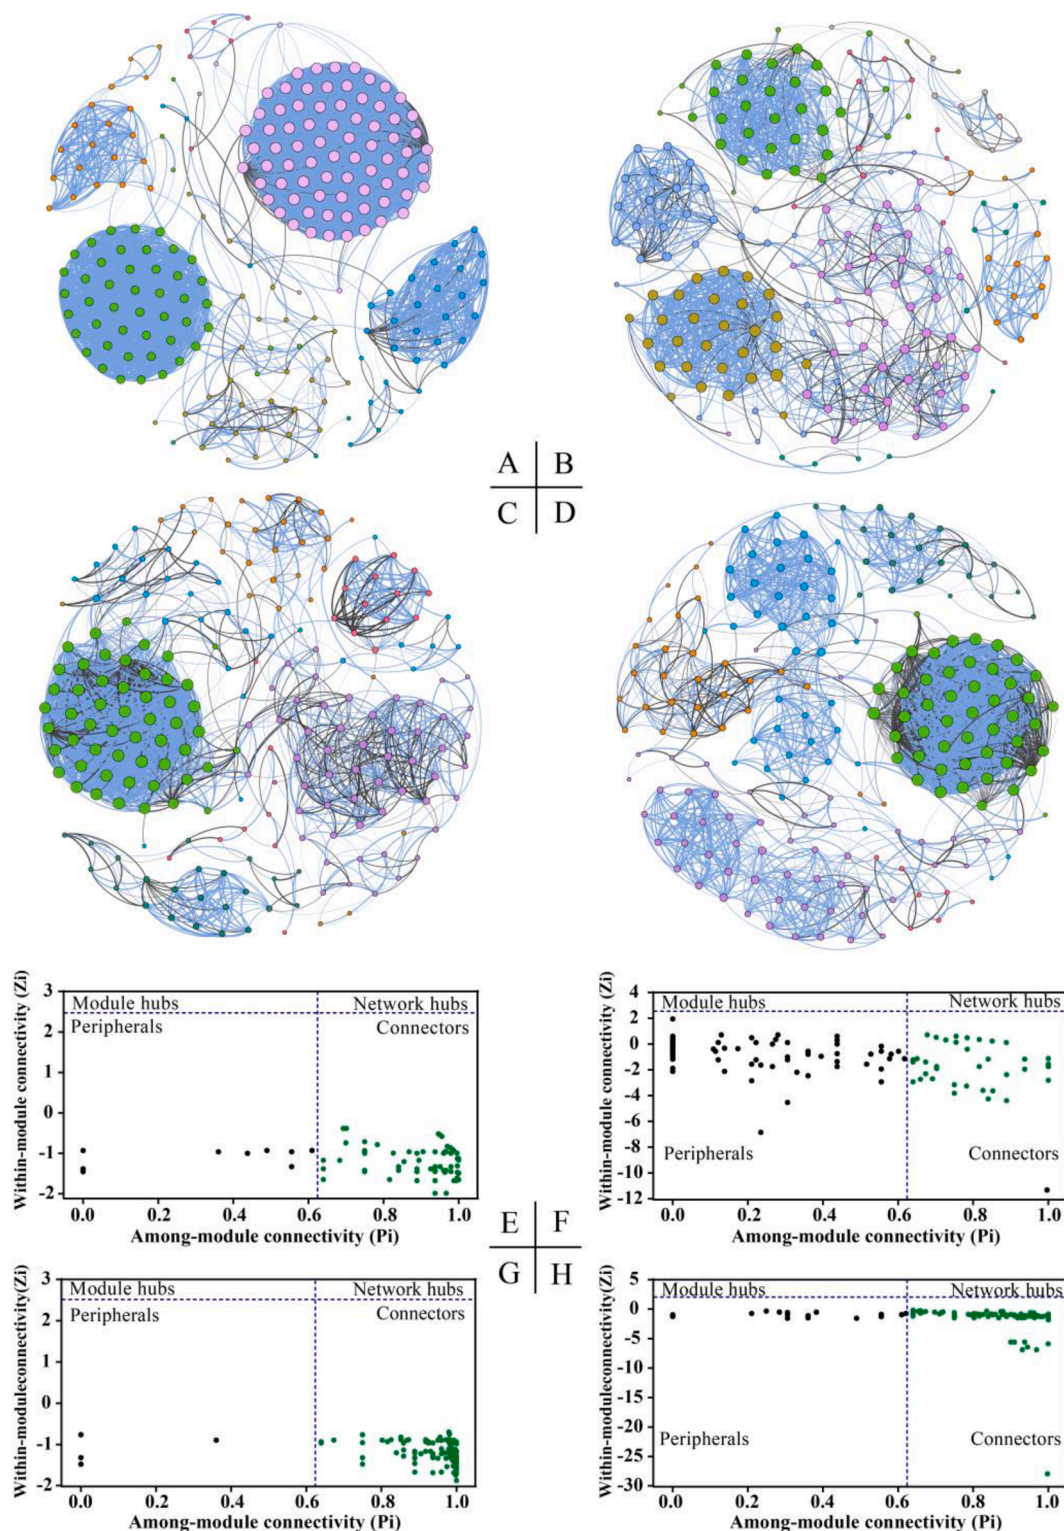 A B
C D
Within-module connectivity (Zi)
3
2
1
0
-1
-2
Module hubs
Network hubs
Peripherals
Connectors
0.0 0.2 0.4 0.6 0.8 1.0
Among-module connectivity (Pi)
Within-module connectivity (Zi)
4
2
-0
-2
-4
-6
-8
-10
12
Module hubs
Network hubs
Peripherals
Connectors
0.0 0.2 0.4 0.6 0.8 1.0
Among-module connectivity (Pi)
E F
G H
Within-moduleconnectivity(Zi)
3
2
1
0
-1
-2
Module hubs
Network hubs
Peripherals
Connectors
0.0 0.2 0.4 0.6 0.8 1.0
Among-module connectivity (Pi)
Within-moduleconnectivity(Zi)
5
0
-5
-10
-15
-20
-25
-30
Module hubs
Network hubs
Peripherals
Connectors
0.0 0.2 0.4 0.6 0.8 1.0
Among-module connectivity (Pi)